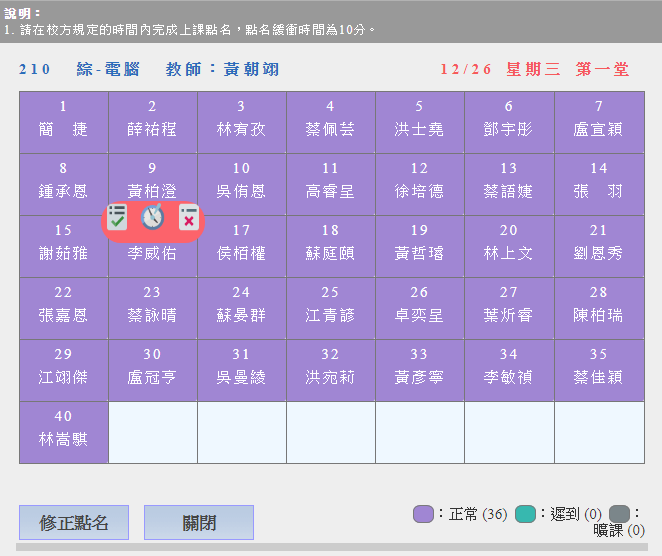 說明：
1. 請在校方規定的時間內完成上課點名，點名緩衝時間為10分。
210 綜-電腦 教師：黃朝翊 12/26 星期三 第一堂
1 2 3 4 5 6 7
簡 捷 薛祐程 林宥孜 蔡佩芸 洪士堯 鄧宇彤 盧宣穎
8 9 10 11 12 13 14
鍾承恩 黃柏澄 吳侑恩 高睿呈 徐培德 蔡語婕 張 羽
15 17 18 19 20 21
謝茹雅 李威佑 侯栢權 蘇庭頤 黃哲璿 林上文 劉恩秀
22 23 24 25 26 27 28
張嘉恩 蔡詠晴 蘇晏群 江青諺 卓奕呈 葉炘睿 陳柏瑞
29 30 31 32 33 34 35
江翊傑 盧冠亨 吳曼綾 洪宛莉 黃彥寧 李敏禎 蔡佳穎
40
林嵩騏
修正點名 關閉 ：正常 (36) ：遲到 (0) ：
曠課 (0)